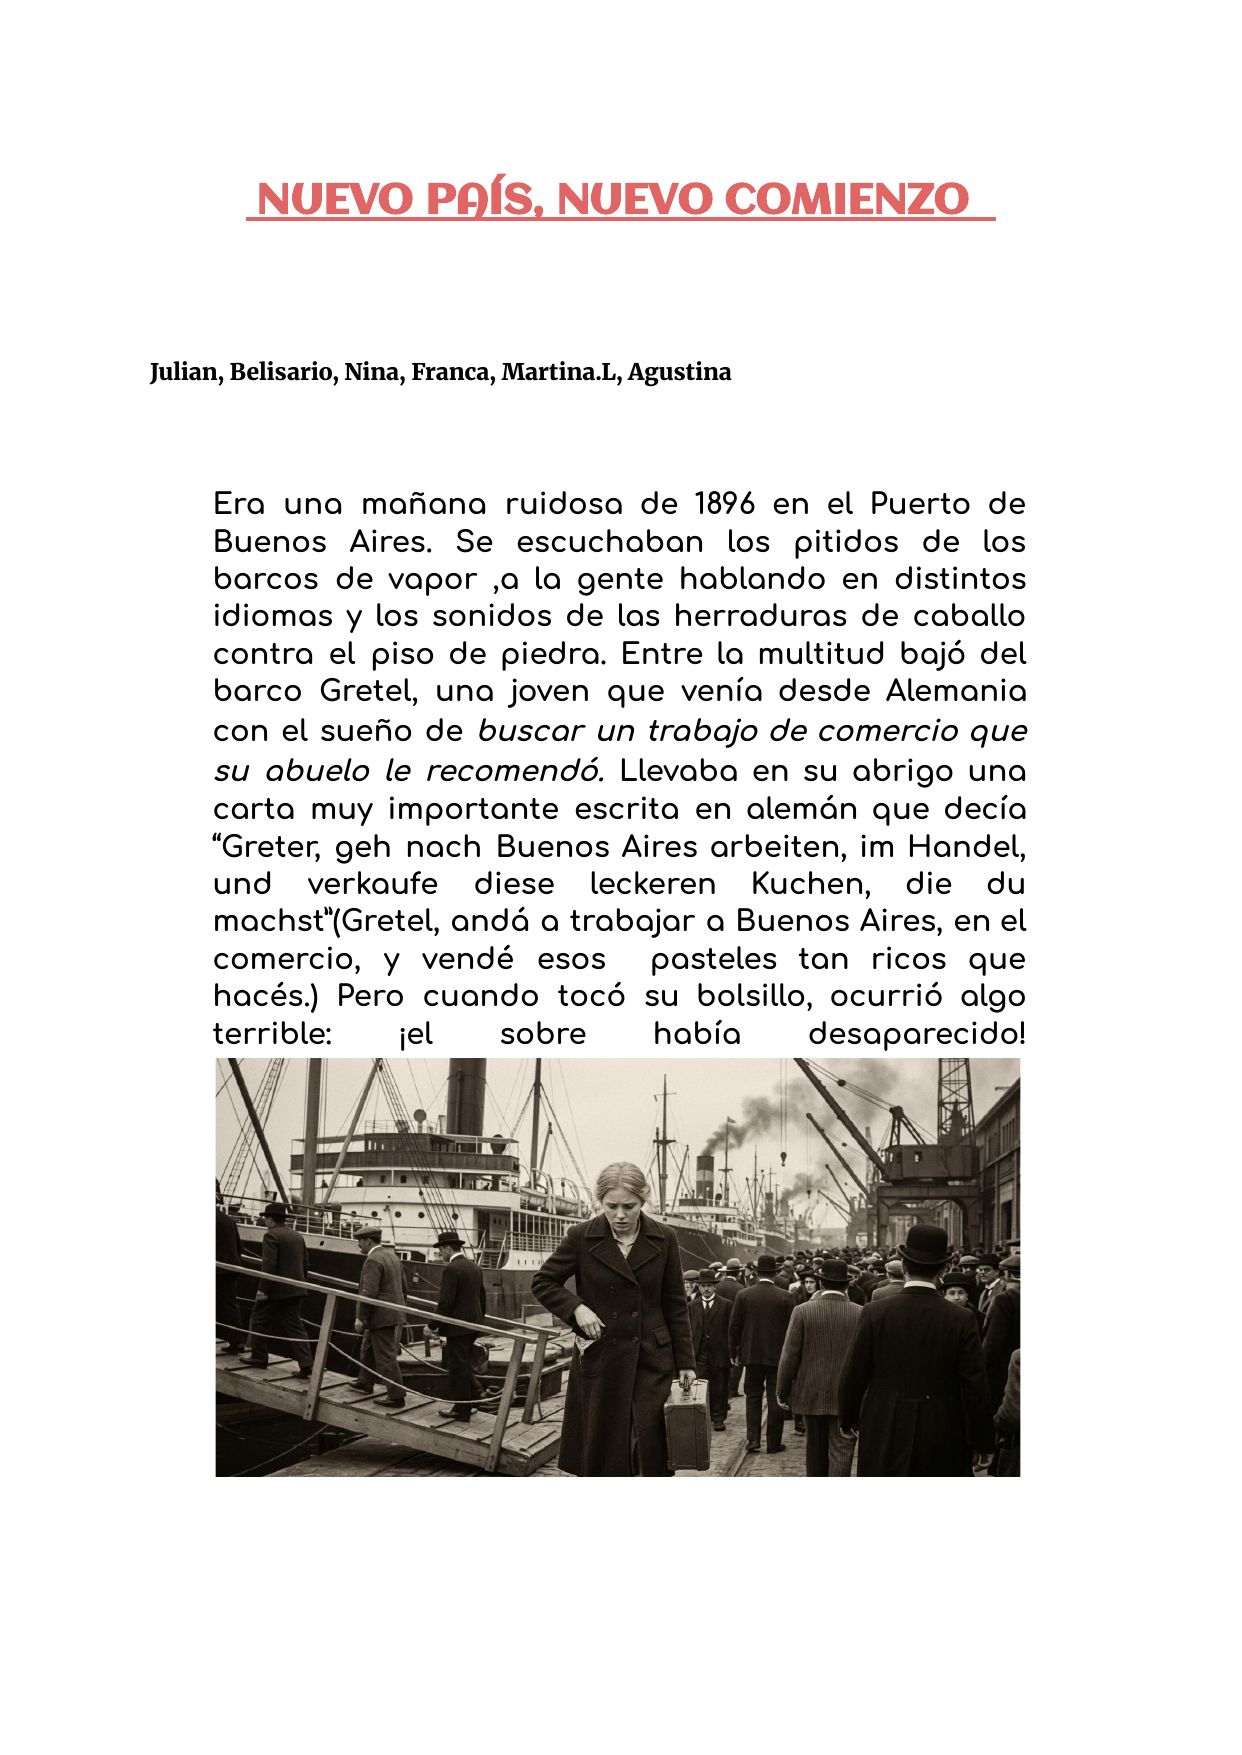 NUEVO PAÍS, NUEVO COMIENZO
Julian, Belisario, Nina, Franca, Martina.L, Agustina
Era una mañana ruidosa de 1896 en el Puerto de
Buenos Aires. Se escuchaban los pitidos de los
barcos de vapor ,a la gente hablando en distintos
idiomas y los sonidos de las herraduras de caballo
contra el piso de piedra. Entre la multitud bajó del
barco Gretel, una joven que venía desde Alemania
con el sueño de buscar un trabajo de comercio que
su abuelo le recomendó. Llevaba en su abrigo una
carta muy importante escrita en alemán que decía
“Greter, geh nach Buenos Aires arbeiten, im Handel,
und verkaufe diese leckeren Kuchen, die du
machst”(Gretel, andá a trabajar a Buenos Aires, en el
comercio, y vendé esos pasteles tan ricos que
hacés.) Pero cuando tocó su bolsillo, ocurrió algo
terrible: ¡el sobre había desaparecido!